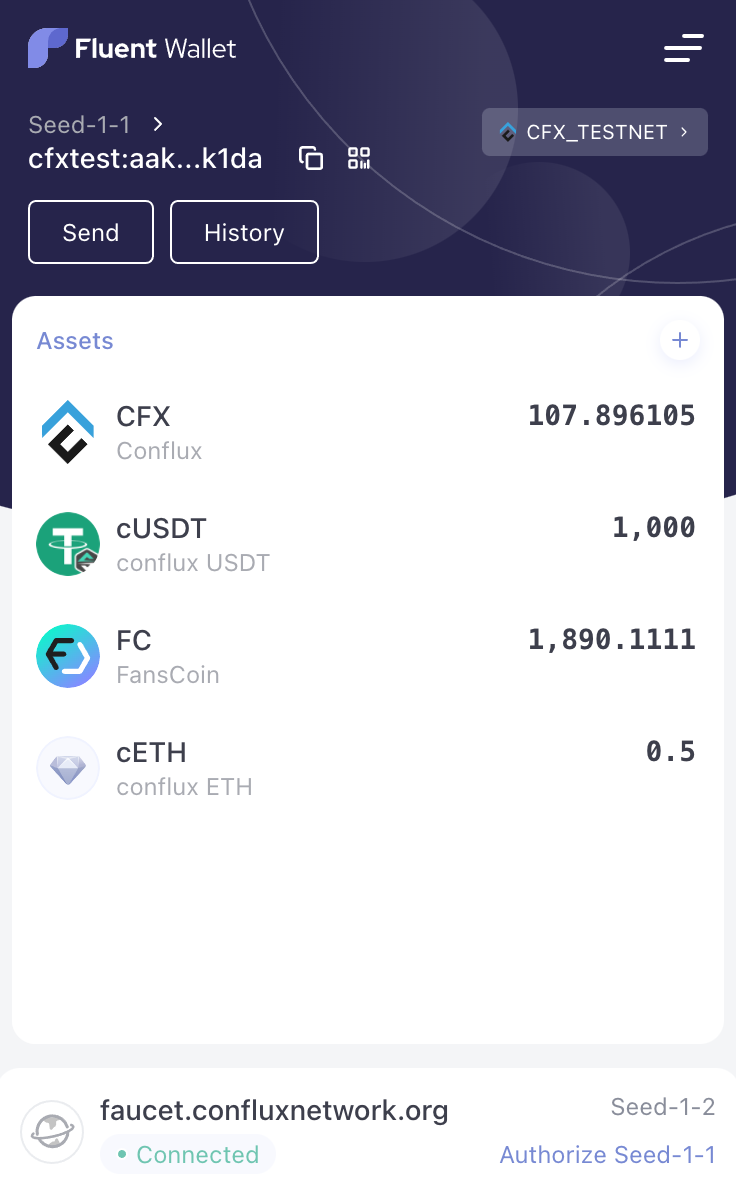 Fluent Wallet
Seed-1-1
cfxtest:aak...k1da
CFX_TESTNET
Send
History
Assets
CFX
107.896105
Conflux
cUSDT
1,000
conflux USDT
FC
1,890.1111
FansCoin
cETH
0.5
conflux ETH
faucet.confluxnetwork.org
Seed-1-2
Connected
Authorize Seed-1-1